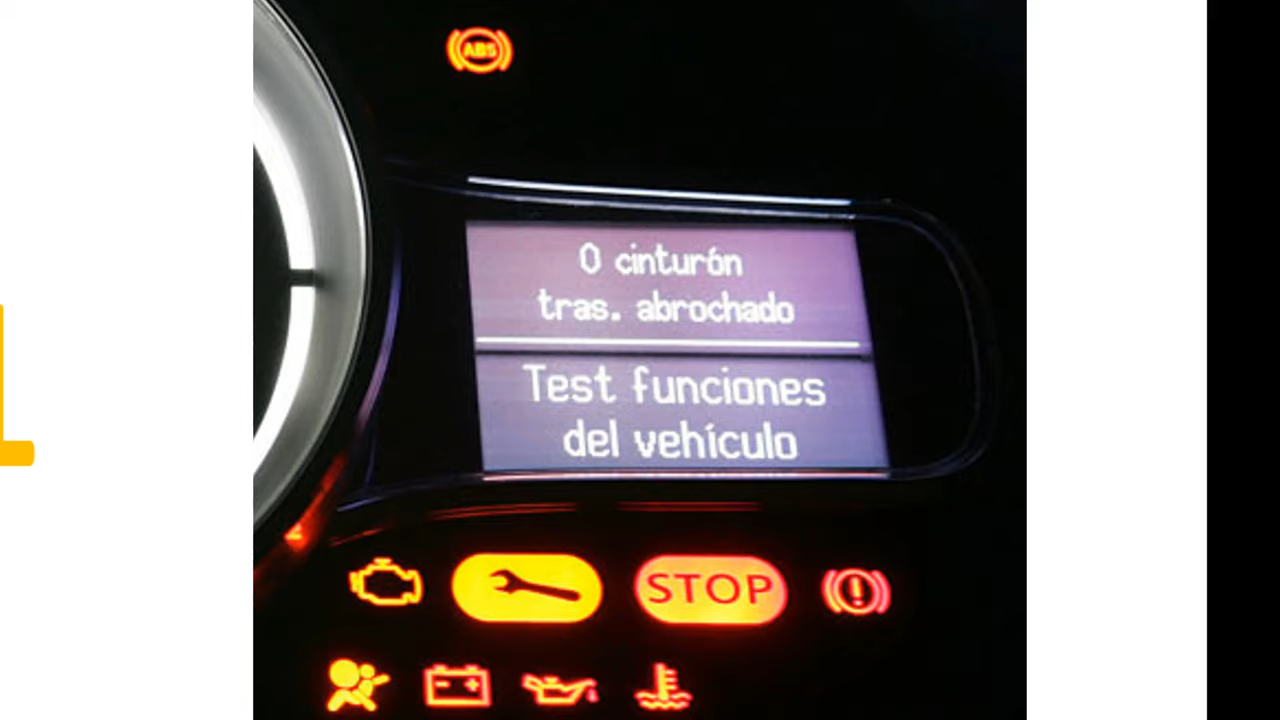 ABS
0 cinturón
tras. abrochado
Test funciones
del vehículo
STOP